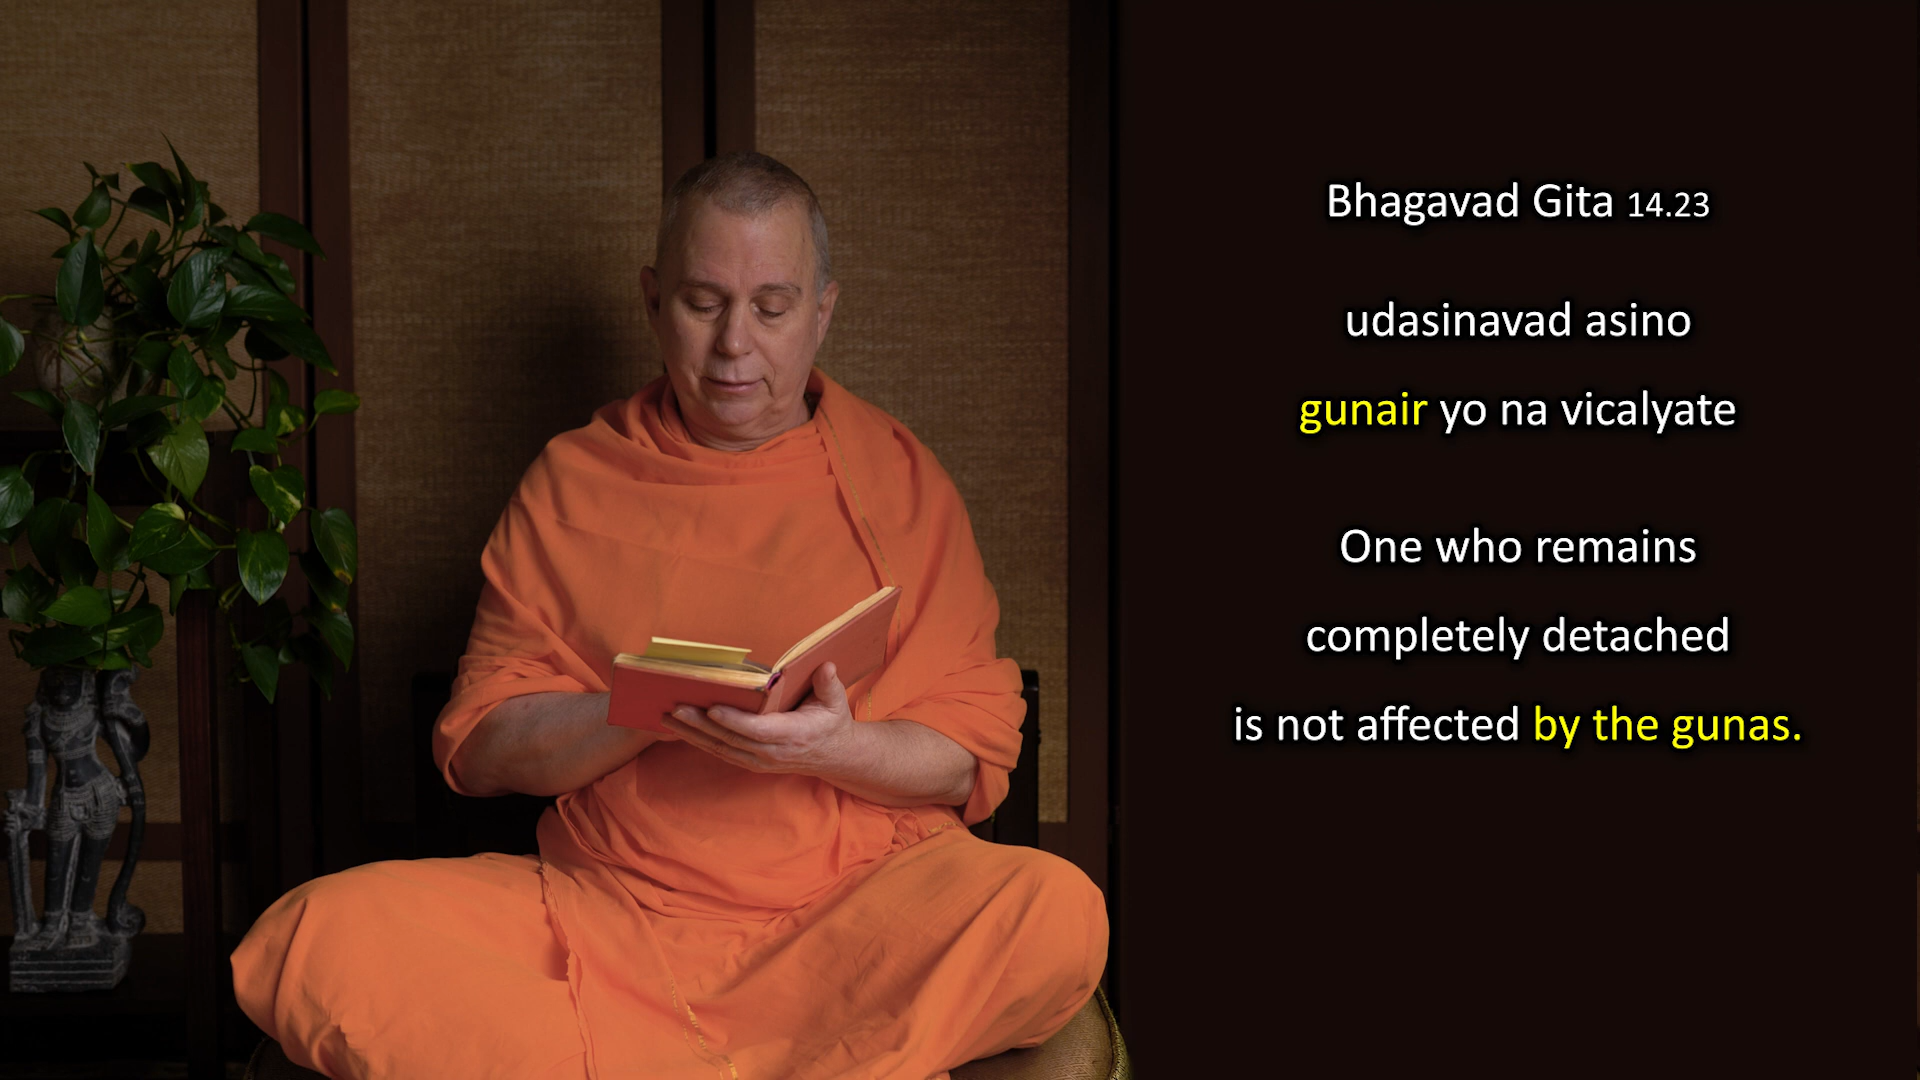 Bhagavad Gita 14.23
udasinavad asino
gunair yo na vicalyate
One who remains
completely detached
is not affected by the gunas.